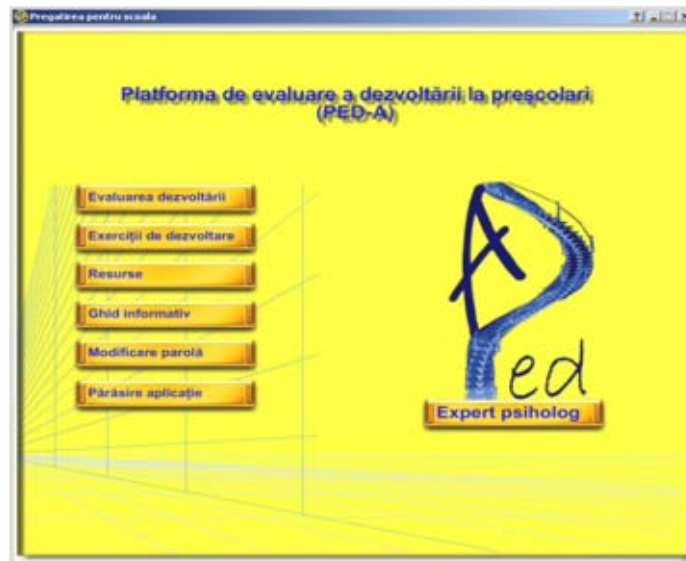 Pregatirea pentru scoala
Platforma de evaluare a dezvoltării la preșcolari
(PED-A)
Evaluarea dezvoltării
Exerciții de dezvoltare
Resurse
Ghid informativ
Modificare parolă
Părăsire aplicație
A
Ped
Expert psiholog